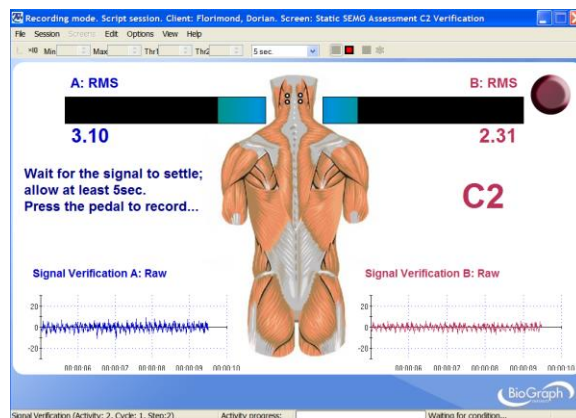 Recording mode. Script session. Client: Florimond, Dorian. Screen: Static SEMG Assessment C2 Verification
File Session Screens Edit Options View Help
Min Max Thr1 Thr2 5 sec.
A: RMS
B: RMS
3.10
2.31
Wait for the signal to settle;
allow at least 5sec.
Press the pedal to record...
C2
Signal Verification A: Raw
Signal Verification B: Raw
20
0
-20
00:00:06 00:00:07 00:00:08 00:00:09 00:00:10
20
0
-20
00:00:06 00:00:07 00:00:08 00:00:09 00:00:10
BioGraph
Signal Verification (Activity: 2, Cycle: 1, Step:2) Activity progress: Waiting for condition...